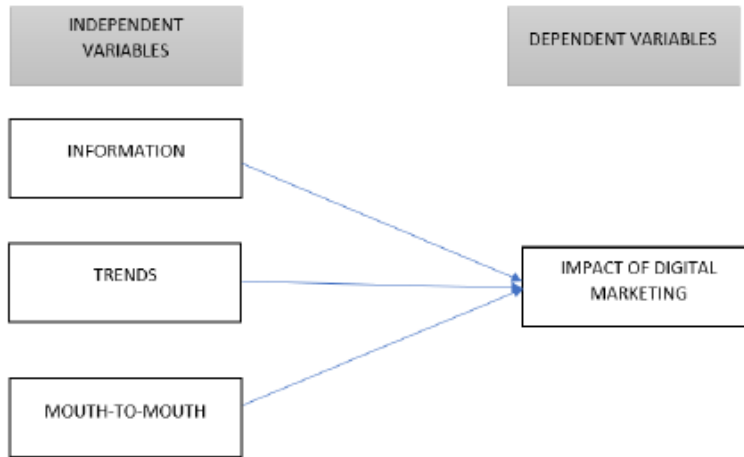 INDEPENDENT
VARIABLES
DEPENDENT VARIABLES
INFORMATION
TRENDS
IMPACT OF DIGITAL
MARKETING
MOUTH-TO-MOUTH